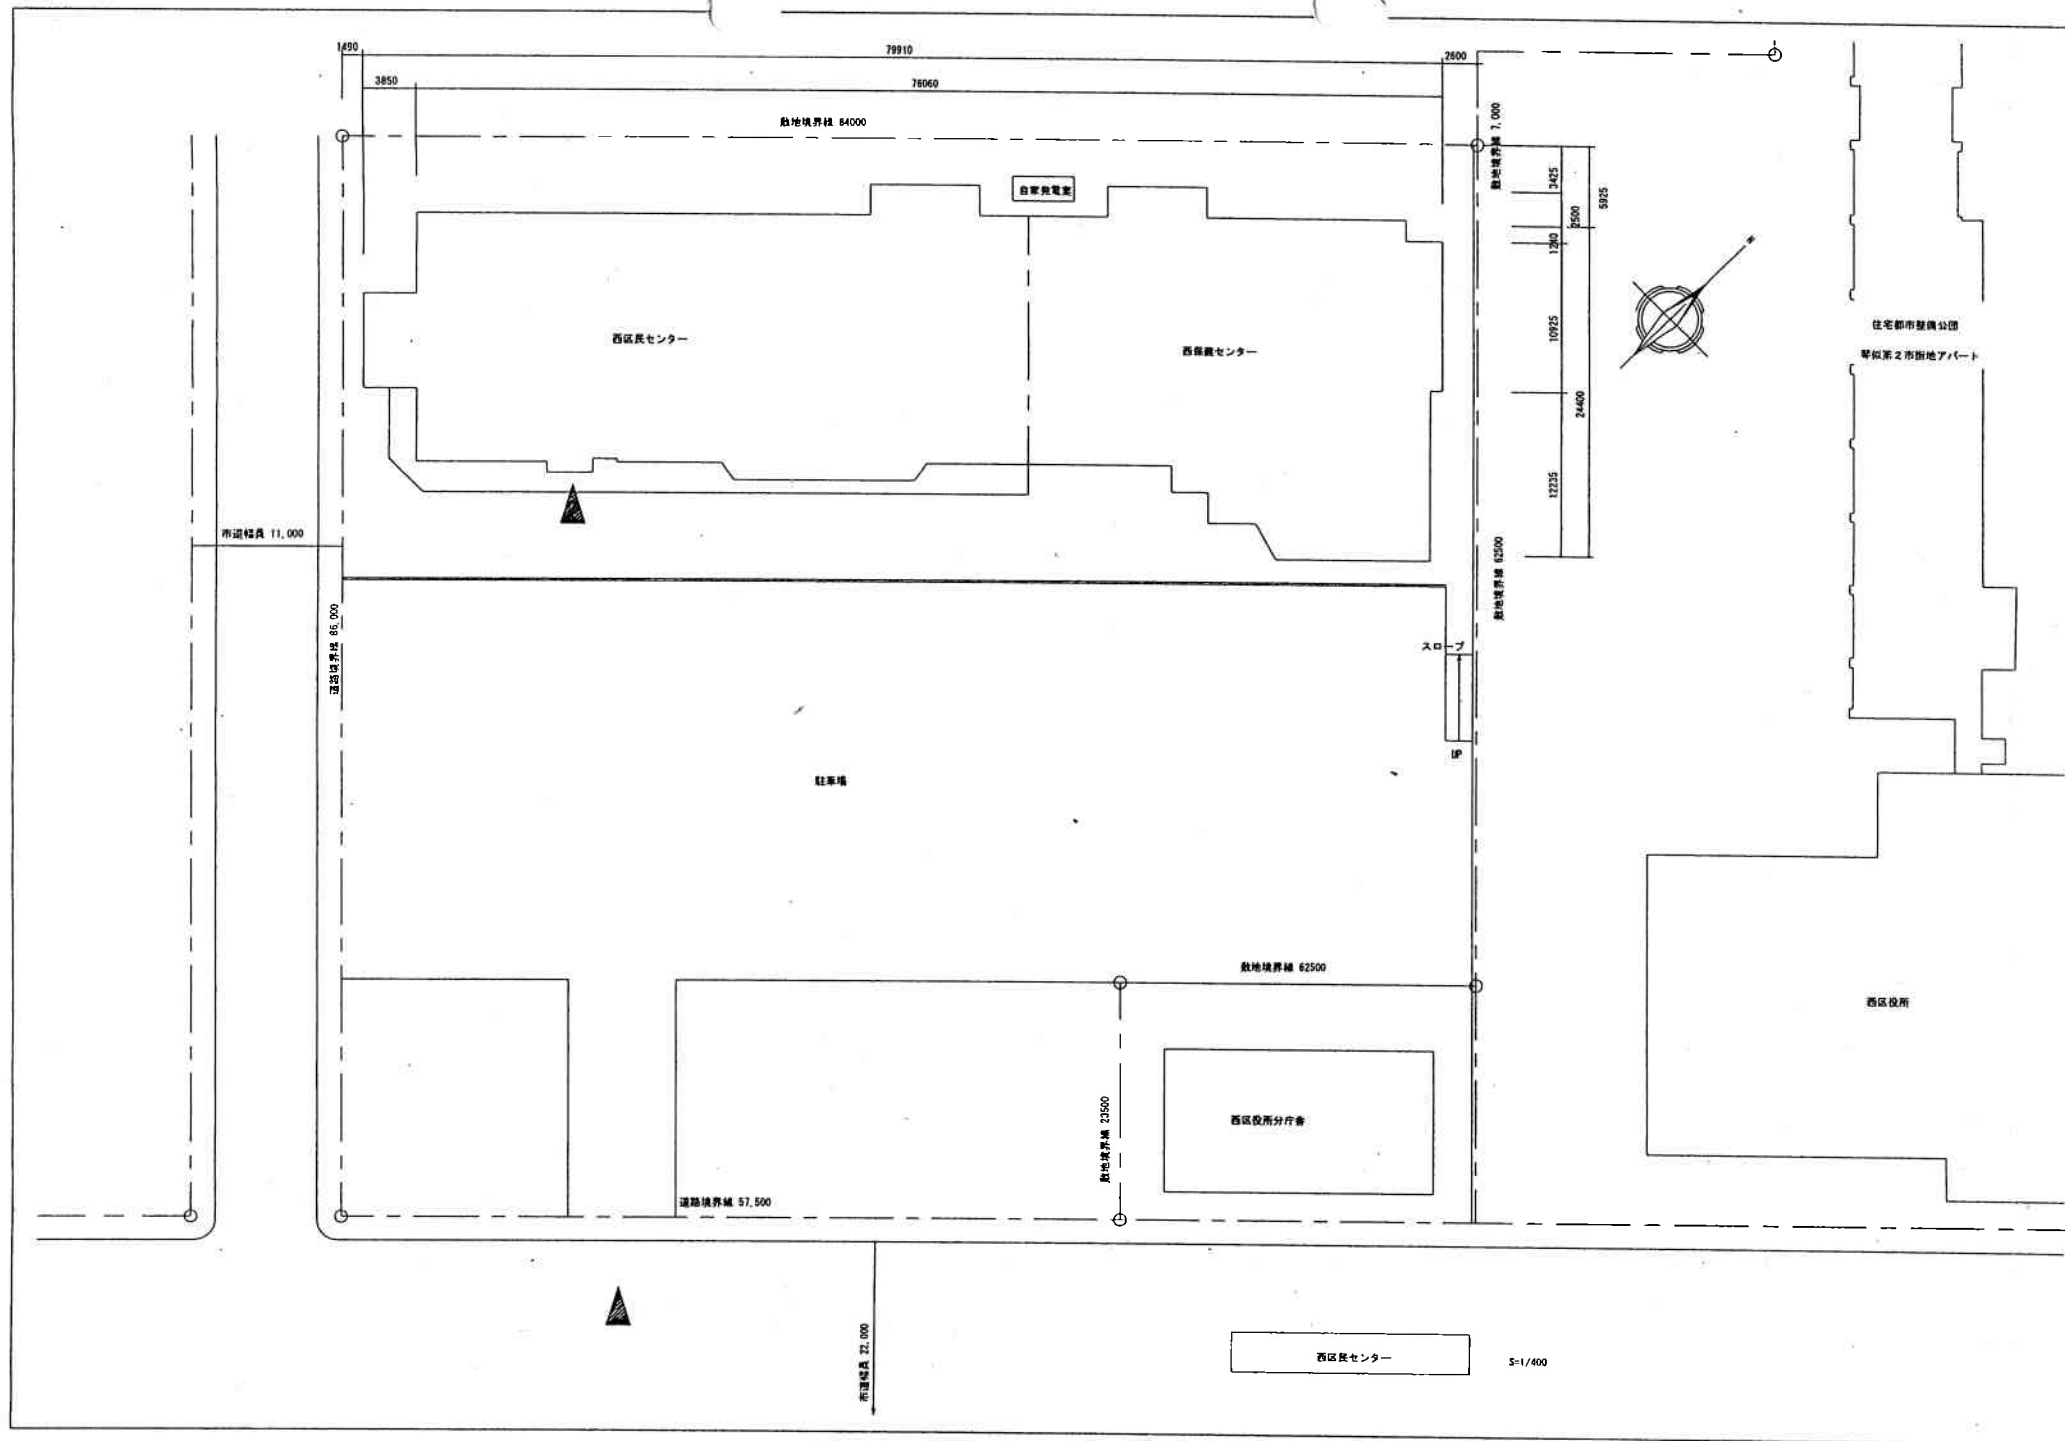 1490
79910
2600
3850
76060
敷地境界線 84000
敷地境界線 7,000
自家発電室
3425
2500
5925
1240
10925
24400
12235
N
西区民センター
西保健センター
住宅都市整備公団
琴似第２市街地アパート
市道幅員 11,000
道路境界線 86,000
敷地境界線 62500
スロープ
UP
駐車場
敷地境界線 62500
西区役所
敷地境界線 23500
西区役所分庁舎
道路境界線 57,500
市道幅員 22,000
西区民センター
S=1/400